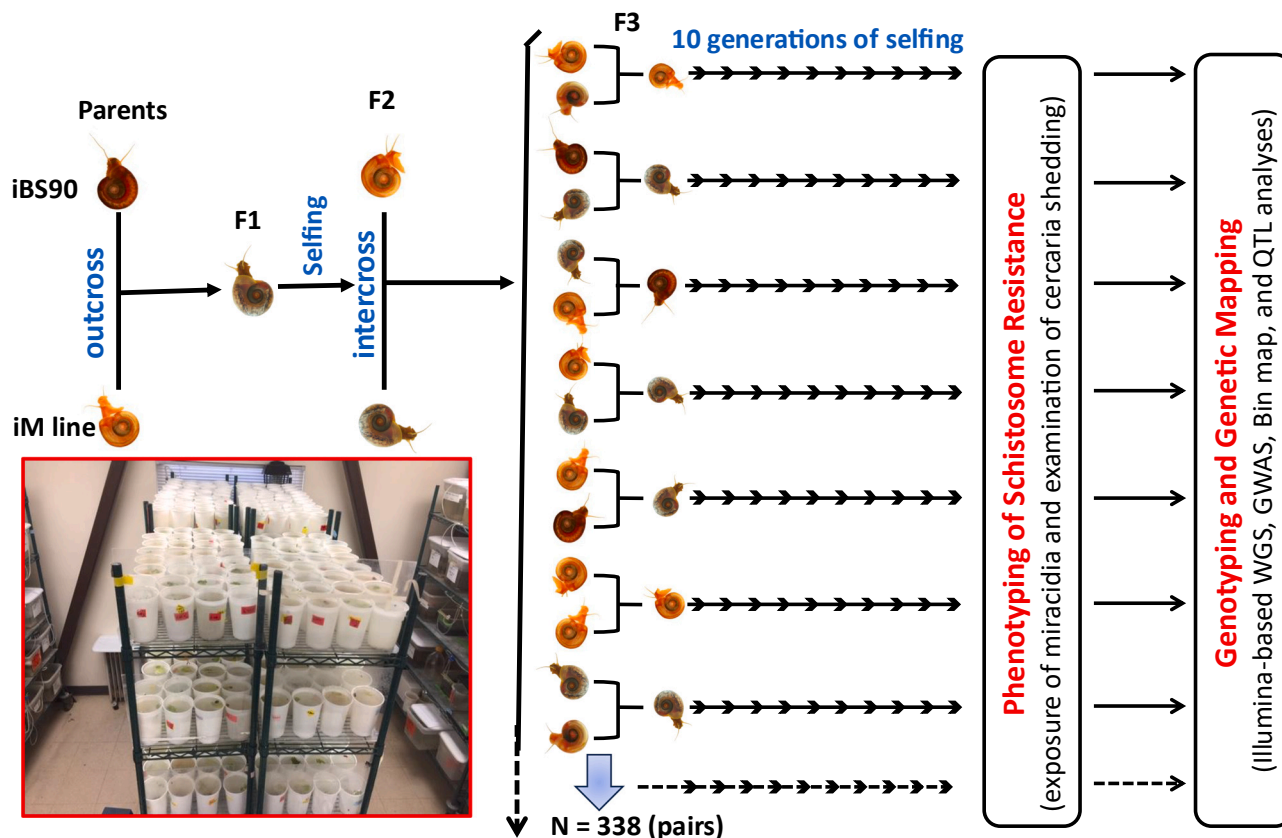 Parents
iBS90
outcross
iM line
F1
Selfing
F2
intercross
F3
10 generations of selfing
N = 338 (pairs)
Phenotyping of Schistosome Resistance
(exposure of miracidia and examination of cercaria shedding)
Genotyping and Genetic Mapping
(Illumina-based WGS, GWAS, Bin map, and QTL analyses)